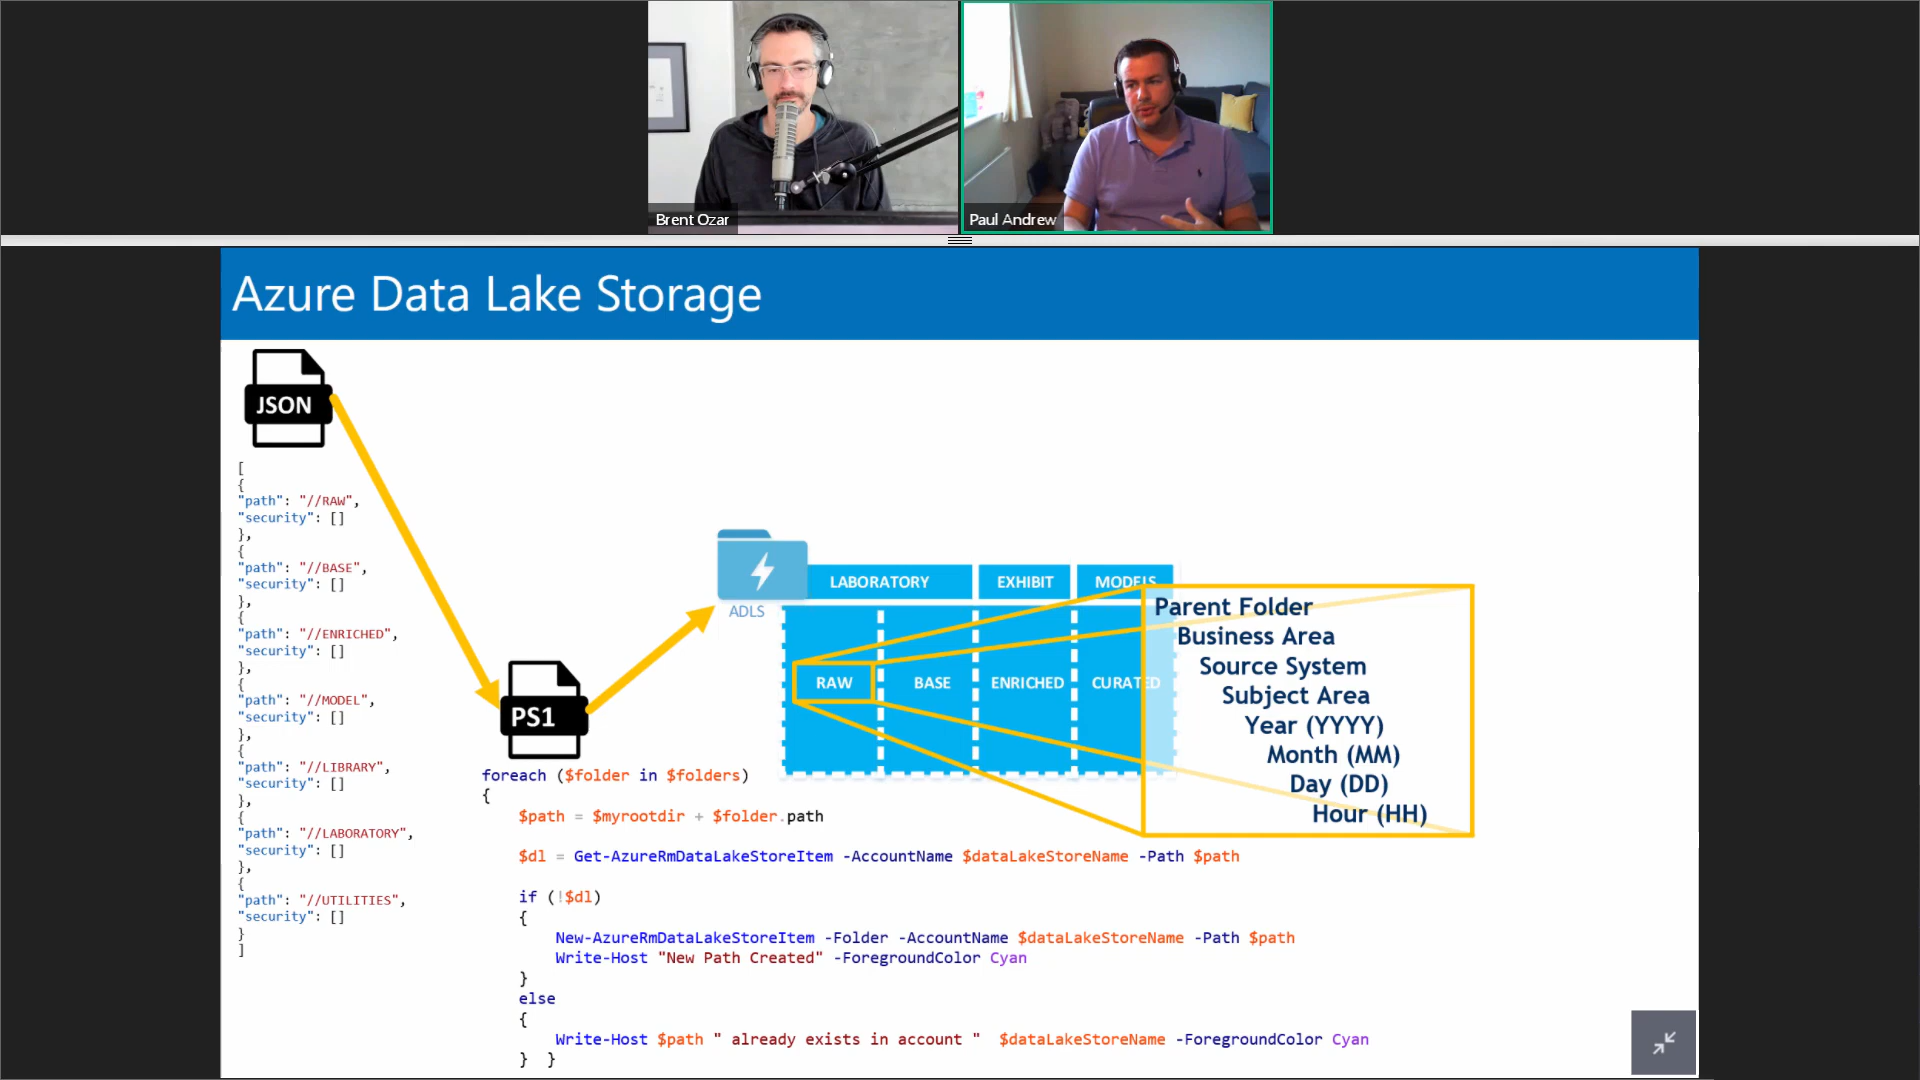 Brent Ozar
Paul Andrew
Azure Data Lake Storage
JSON
[
{
"path": "//RAW",
"security": []
},
{
"path": "//BASE",
"security": []
},
{
"path": "//ENRICHED",
"security": []
},
{
"path": "//MODEL",
"security": []
},
{
"path": "//LIBRARY",
"security": []
},
{
"path": "//LABORATORY",
"security": []
},
{
"path": "//UTILITIES",
"security": []
}
]
PS1
ADLS
LABORATORY
EXHIBIT
MODELS
RAW
BASE
ENRICHED
CURATED
Parent Folder
Business Area
Source System
Subject Area
Year (YYYY)
Month (MM)
Day (DD)
Hour (HH)
foreach ($folder in $folders)
{
$path = $myrootdir + $folder.path
$dl = Get-AzureRmDataLakeStoreItem -AccountName $dataLakeStoreName -Path $path
if (!$dl)
{
New-AzureRmDataLakeStoreItem -Folder -AccountName $dataLakeStoreName -Path $path
Write-Host "New Path Created" -ForegroundColor Cyan
}
else
{
Write-Host $path " already exists in account " $dataLakeStoreName -ForegroundColor Cyan
} }